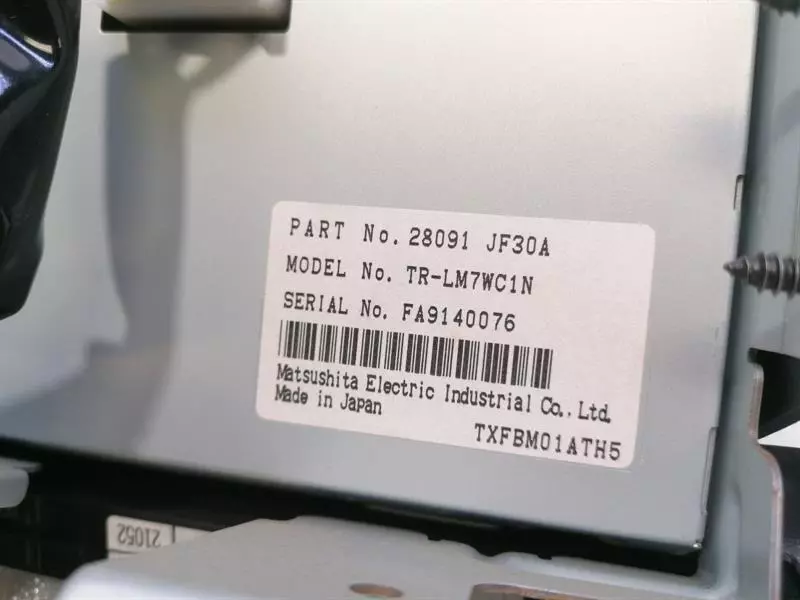 PART No. 28091 JF30A
MODEL No. TR-LM7WC1N
SERIAL No. FA9140076
Matsushita Electric Industrial Co., Ltd.
Made in Japan
TXFBM01ATH5
21052